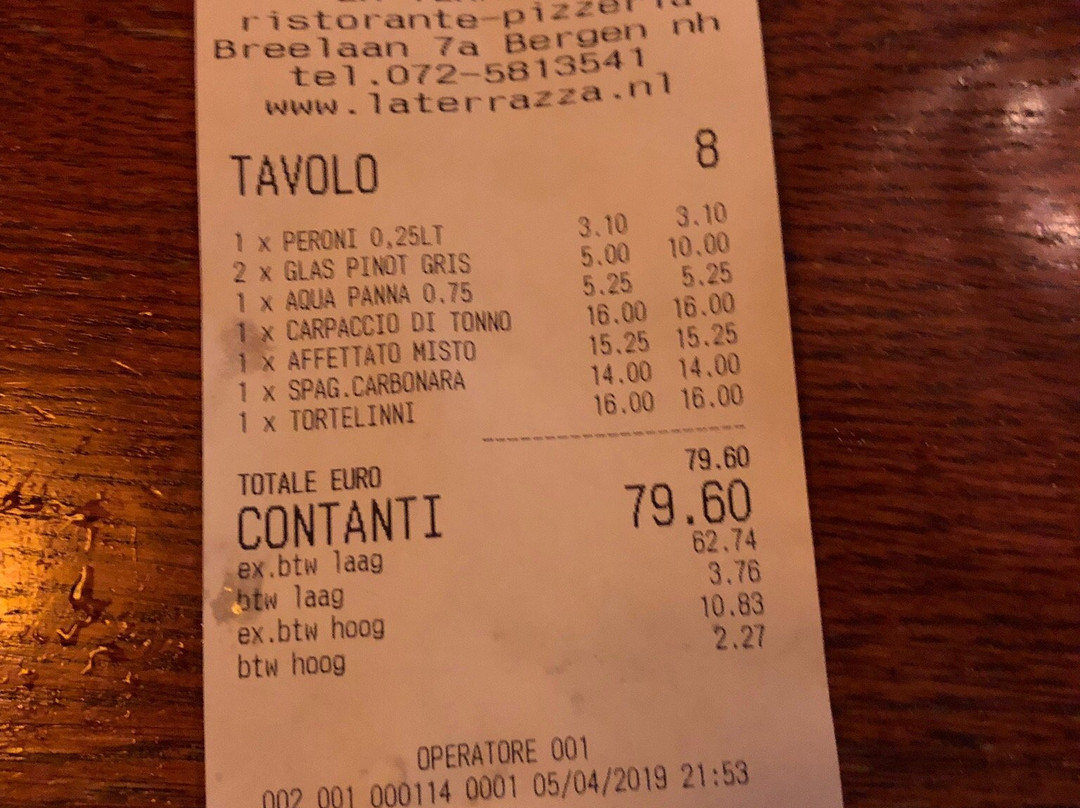 ristorante-pizzeria
Breelaan 7a Bergen nh
tel.072-5813541
www.laterrazza.nl
TAVOLO 8
1 x PERONI 0,25LT 3.10 3.10
2 x GLAS PINOT GRIS 5.00 10.00
1 x AQUA PANNA 0.75 5.25 5.25
1 x CARPACCIO DI TONNO 16.00 16.00
1 x AFFETTATO MISTO 15.25 15.25
1 x SPAG.CARBONARA 14.00 14.00
1 x TORTELINNI 16.00 16.00
TOTALE EURO 79.60
CONTANTI 79.60
ex.btw laag 62.74
btw laag 3.76
ex.btw hoog 10.83
btw hoog 2.27
OPERATORE 001
002 001 000114 0001 05/04/2019 21:53